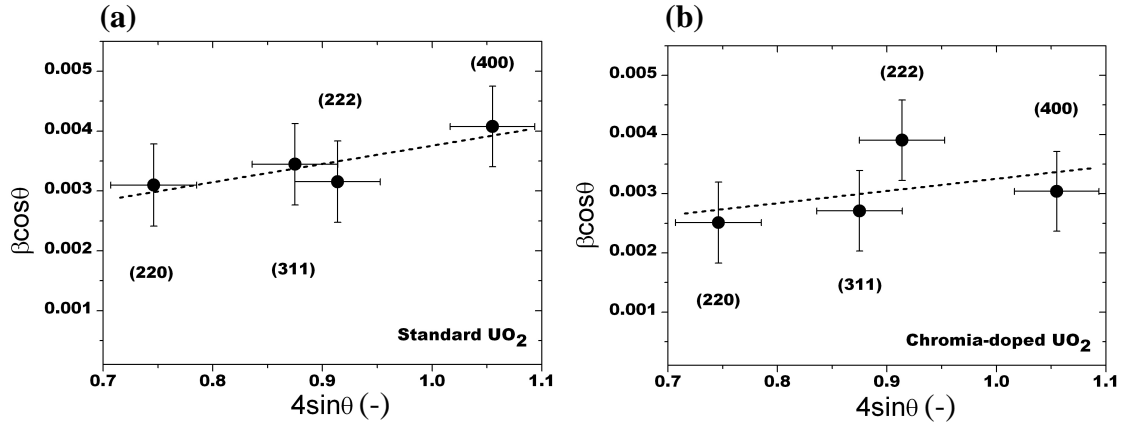 (a)
0.005
0.004
0.003
0.002
0.001
βcosθ
(400)
(222)
(220)
(311)
Standard UO2
0.7 0.8 0.9 1.0 1.1
4sinθ (-)
(b)
0.005
0.004
0.003
0.002
0.001
βcosθ
(222)
(400)
(220)
(311)
Chromia-doped UO2
0.7 0.8 0.9 1.0 1.1
4sinθ (-)